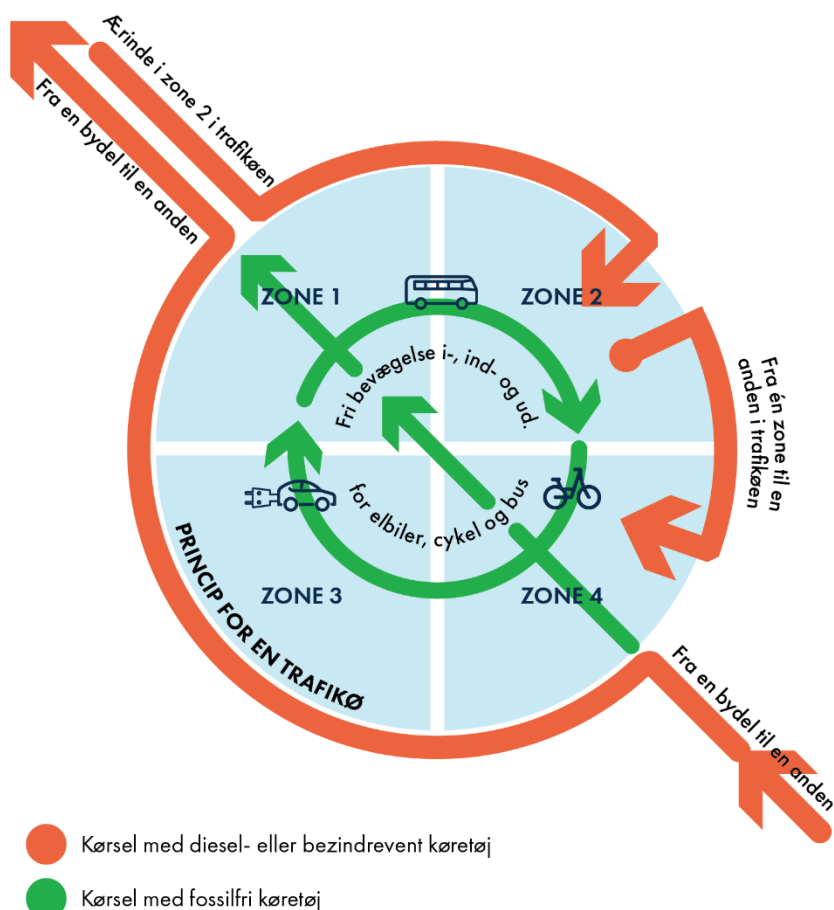 Ærinde i zone 2 i trafikøen
Fra en bydel til en anden
ZONE 1
ZONE 2
Fri bevægelse i-, ind- og ud.
Fra én zone til en
anden i trafikøen
for elbiler, cykel og bus
ZONE 3
ZONE 4
PRINCIP FOR EN TRAFIKØ
Fra en bydel til en anden
Kørsel med diesel- eller bezindrevent køretøj
Kørsel med fossilfri køretøj